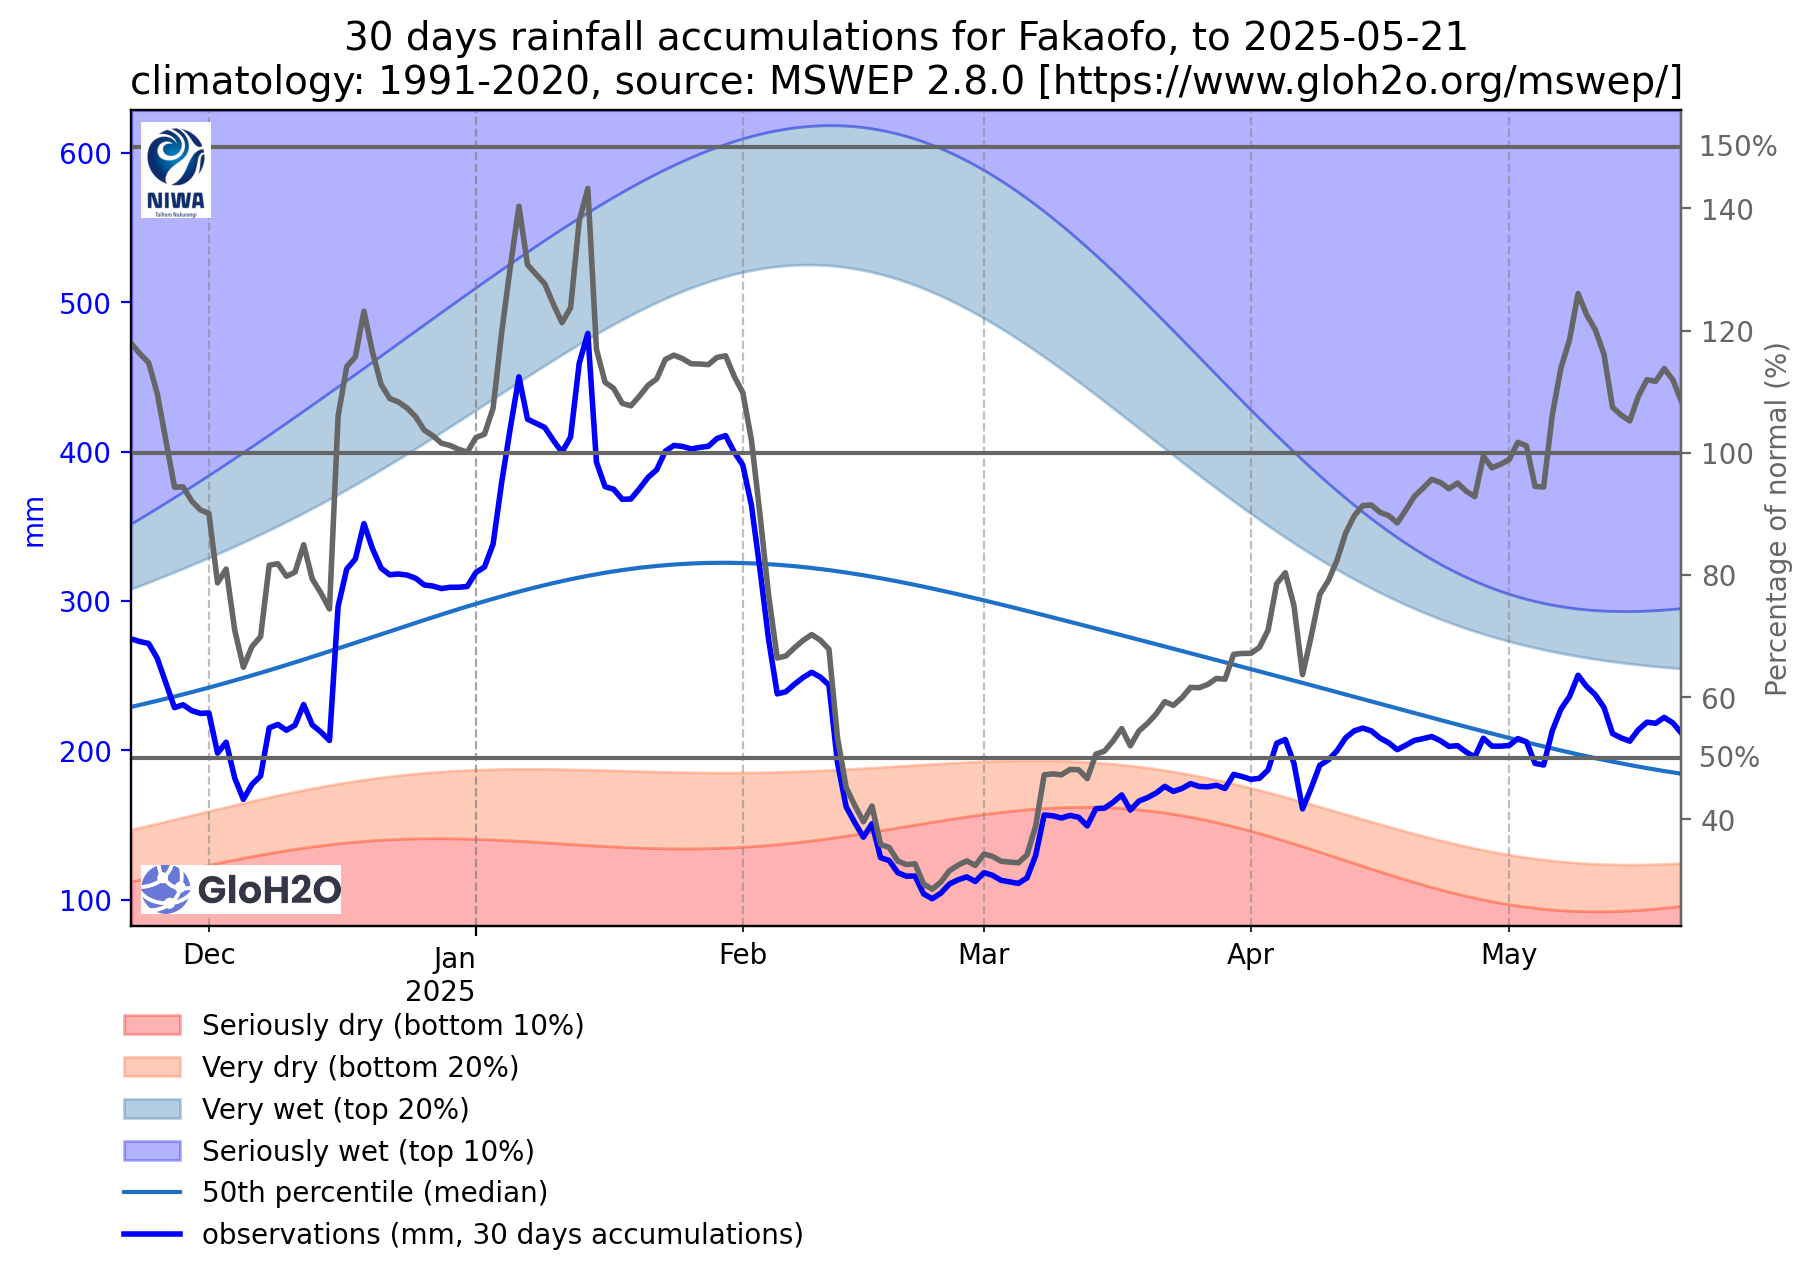 30 days rainfall accumulations for Fakaofo, to 2025-05-21
climatology: 1991-2020, source: MSWEP 2.8.0 [https://www.gloh2o.org/mswep/]
NIWA
Taihoro Nukurangi
600
500
400
300
200
100
mm
150%
140
120
100
80
60
50%
40
Percentage of normal (%)
GloH2O
Dec
Jan
2025
Feb
Mar
Apr
May
Seriously dry (bottom 10%)
Very dry (bottom 20%)
Very wet (top 20%)
Seriously wet (top 10%)
50th percentile (median)
observations (mm, 30 days accumulations)